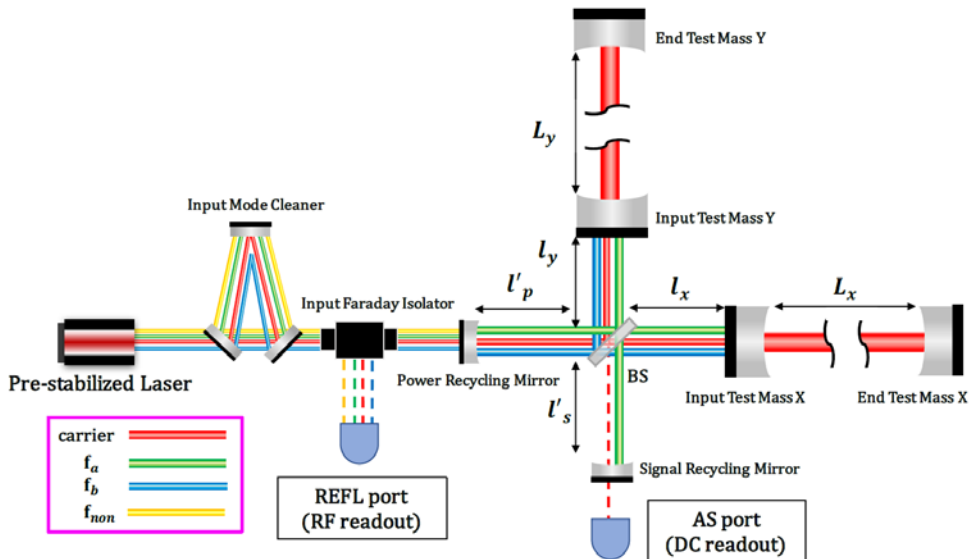 End Test Mass Y
L_y
Input Mode Cleaner
Input Test Mass Y
l_y
Input Faraday Isolator
l'_p
l_x
L_x
Pre-stabilized Laser
Power Recycling Mirror
BS
Input Test Mass X
End Test Mass X
l'_s
carrier
f_a
f_b
f_non
Signal Recycling Mirror
REFL port
(RF readout)
AS port
(DC readout)